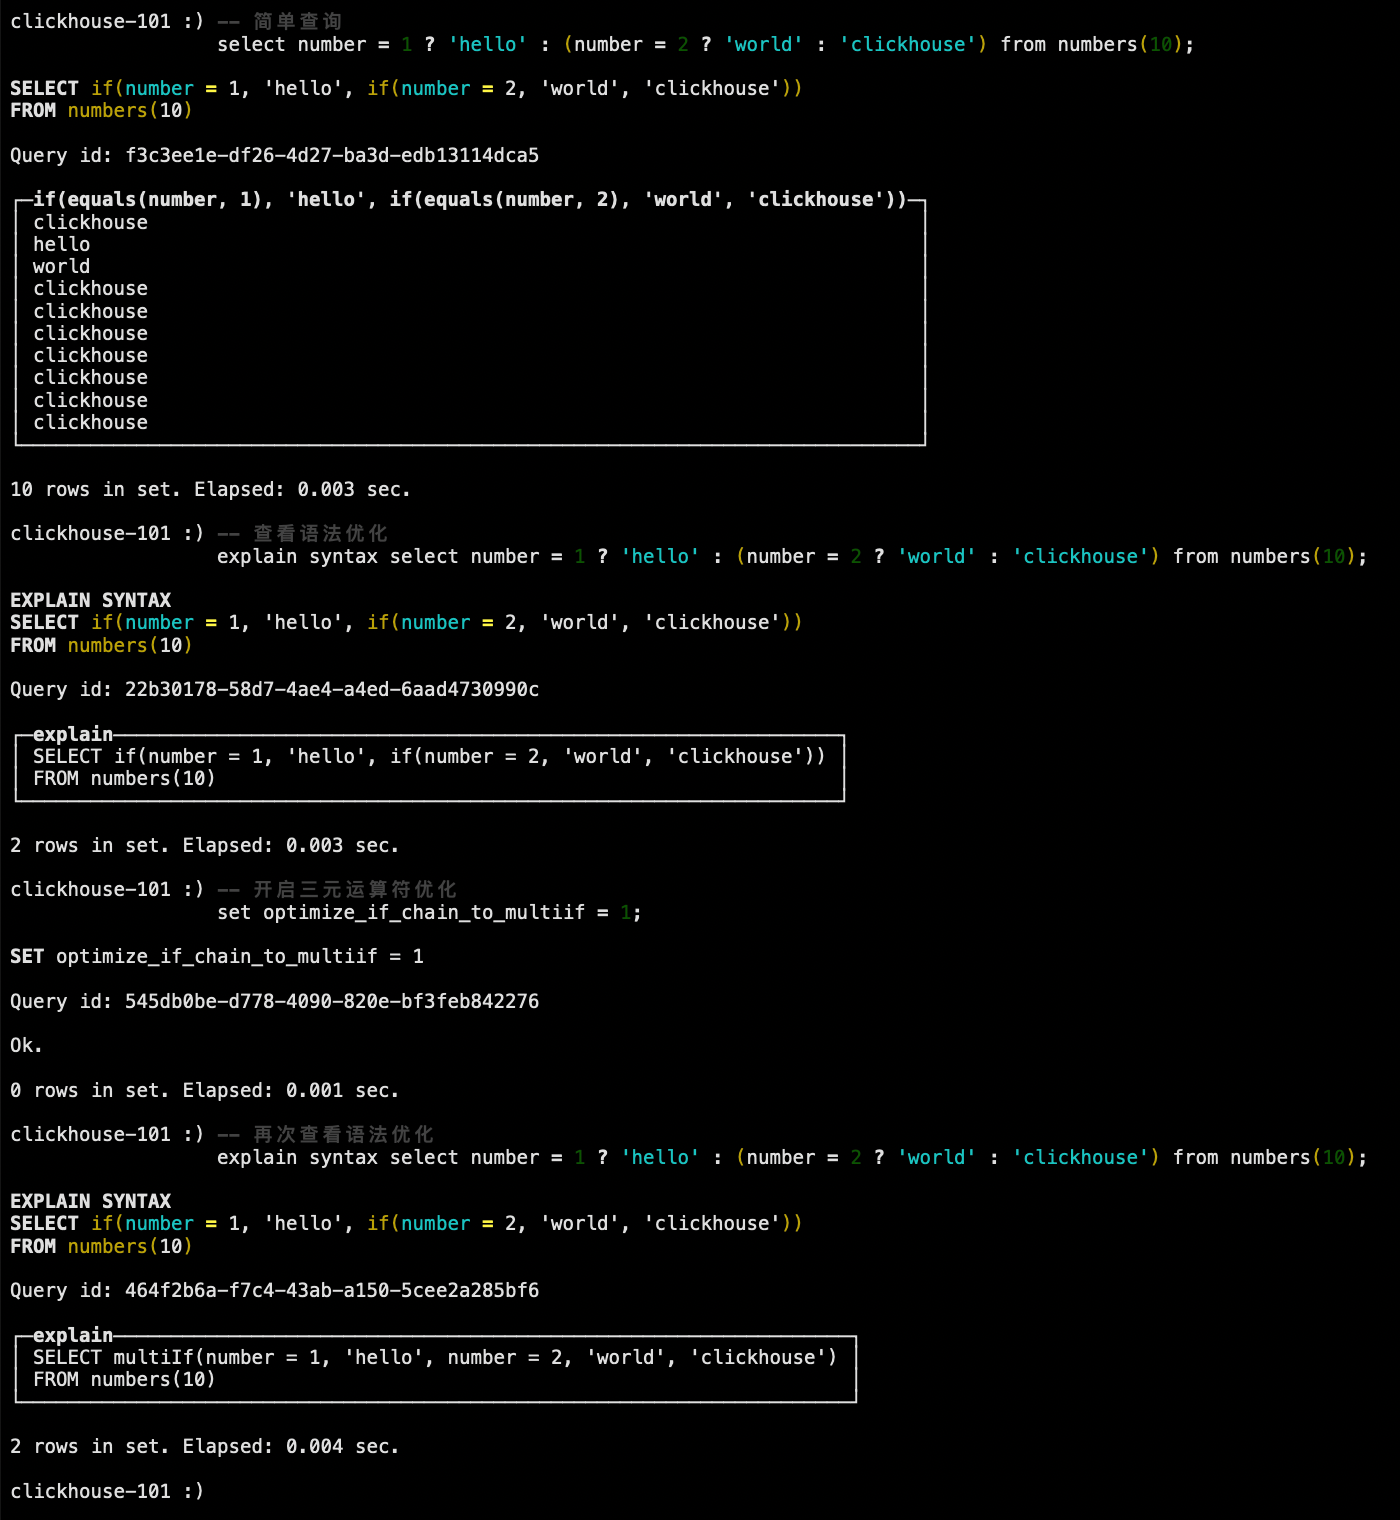 clickhouse-101 :) -- 简单查询
select number = 1 ? 'hello' : (number = 2 ? 'world' : 'clickhouse') from numbers(10);
SELECT if(number = 1, 'hello', if(number = 2, 'world', 'clickhouse'))
FROM numbers(10)
Query id: f3c3ee1e-df26-4d27-ba3d-edb13114dca5
if(equals(number, 1), 'hello', if(equals(number, 2), 'world', 'clickhouse'))
clickhouse
hello
world
clickhouse
clickhouse
clickhouse
clickhouse
clickhouse
clickhouse
clickhouse
10 rows in set. Elapsed: 0.003 sec.
clickhouse-101 :) -- 查看语法优化
explain syntax select number = 1 ? 'hello' : (number = 2 ? 'world' : 'clickhouse') from numbers(10);
EXPLAIN SYNTAX
SELECT if(number = 1, 'hello', if(number = 2, 'world', 'clickhouse'))
FROM numbers(10)
Query id: 22b30178-58d7-4ae4-a4ed-6aad4730990c
explain
SELECT if(number = 1, 'hello', if(number = 2, 'world', 'clickhouse'))
FROM numbers(10)
2 rows in set. Elapsed: 0.003 sec.
clickhouse-101 :) -- 开启三元运算符优化
set optimize_if_chain_to_multiif = 1;
SET optimize_if_chain_to_multiif = 1
Query id: 545db0be-d778-4090-820e-bf3feb842276
Ok.
0 rows in set. Elapsed: 0.001 sec.
clickhouse-101 :) -- 再次查看语法优化
explain syntax select number = 1 ? 'hello' : (number = 2 ? 'world' : 'clickhouse') from numbers(10);
EXPLAIN SYNTAX
SELECT if(number = 1, 'hello', if(number = 2, 'world', 'clickhouse'))
FROM numbers(10)
Query id: 464f2b6a-f7c4-43ab-a150-5cee2a285bf6
explain
SELECT multiIf(number = 1, 'hello', number = 2, 'world', 'clickhouse')
FROM numbers(10)
2 rows in set. Elapsed: 0.004 sec.
clickhouse-101 :)